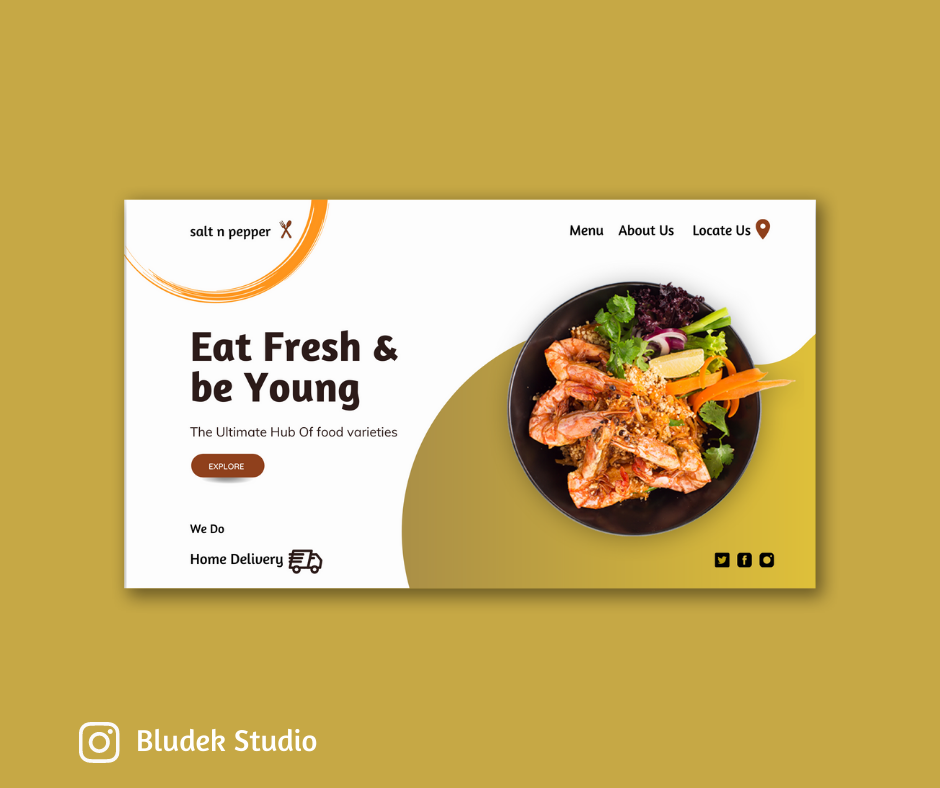 salt n pepper
Menu About Us Locate Us
Eat Fresh &
be Young
The Ultimate Hub Of food varieties
EXPLORE
We Do
Home Delivery
Bludek Studio